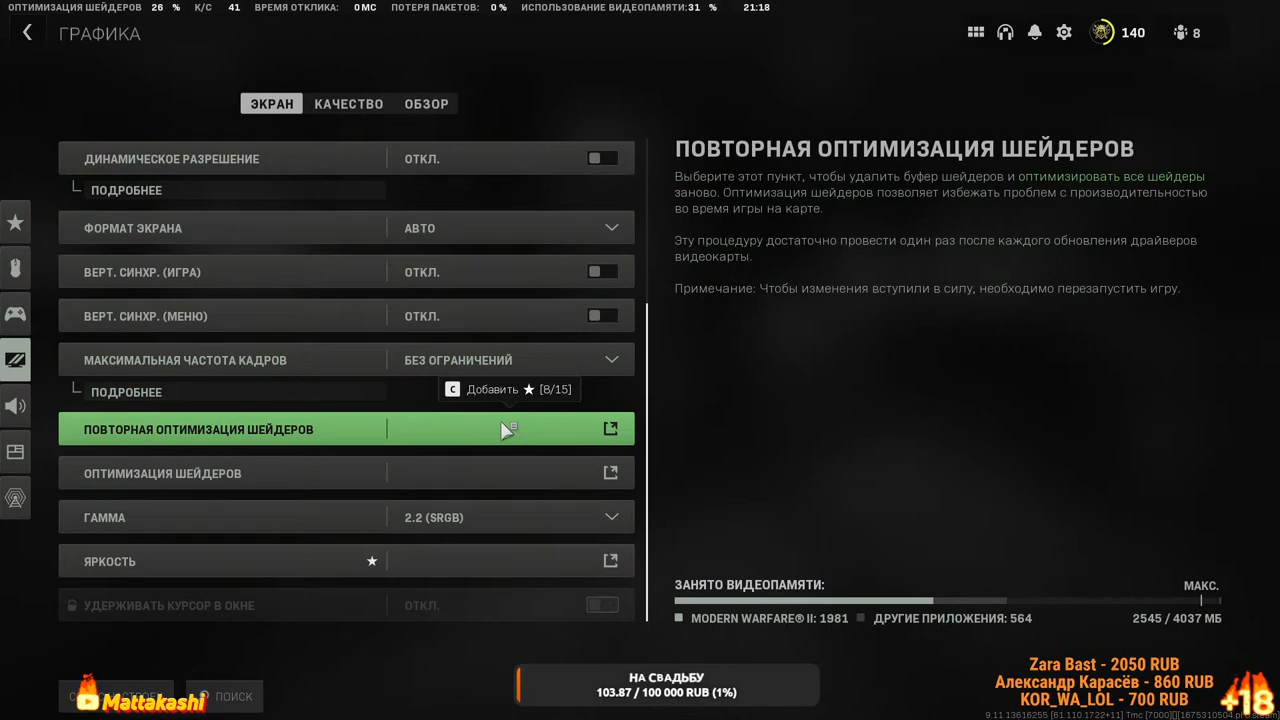 ОПТИМИЗАЦИЯ ШЕЙДЕРОВ 26 % К/С 41 ВРЕМЯ ОТКЛИКА: 0 МС ПОТЕРЯ ПАКЕТОВ: 0 % ИСПОЛЬЗОВАНИЕ ВИДЕОПАМЯТИ: 31 % 21:18
ГРАФИКА
140
8
ЭКРАН КАЧЕСТВО ОБЗОР
ДИНАМИЧЕСКОЕ РАЗРЕШЕНИЕ ОТКЛ.
ПОДРОБНЕЕ
ФОРМАТ ЭКРАНА АВТО
ВЕРТ. СИНХР. (ИГРА) ОТКЛ.
ВЕРТ. СИНХР. (МЕНЮ) ОТКЛ.
МАКСИМАЛЬНАЯ ЧАСТОТА КАДРОВ БЕЗ ОГРАНИЧЕНИЙ
ПОДРОБНЕЕ
C Добавить ★ [8/15]
ПОВТОРНАЯ ОПТИМИЗАЦИЯ ШЕЙДЕРОВ
ОПТИМИЗАЦИЯ ШЕЙДЕРОВ
ГАММА 2.2 (SRGB)
ЯРКОСТЬ
УДЕРЖИВАТЬ КУРСОР В ОКНЕ ОТКЛ.
ПОВТОРНАЯ ОПТИМИЗАЦИЯ ШЕЙДЕРОВ
Выберите этот пункт, чтобы удалить буфер шейдеров и оптимизировать все шейдеры
заново. Оптимизация шейдеров позволяет избежать проблем с производительностью
во время игры на карте.
Эту процедуру достаточно провести один раз после каждого обновления драйверов
видеокарты.
Примечание: Чтобы изменения вступили в силу, необходимо перезапустить игру.
ЗАНЯТО ВИДЕОПАМЯТИ: МАКС.
MODERN WARFARE® II: 1981 ДРУГИЕ ПРИЛОЖЕНИЯ: 564 2545 / 4037 МБ
ПОИСК
Mattakashi
НА СВАДЬБУ
103.87 / 100 000 RUB (1%)
Zara Bast - 2050 RUB
Александр Карасёв - 860 RUB
KOR_WA_LOL - 700 RUB
+18